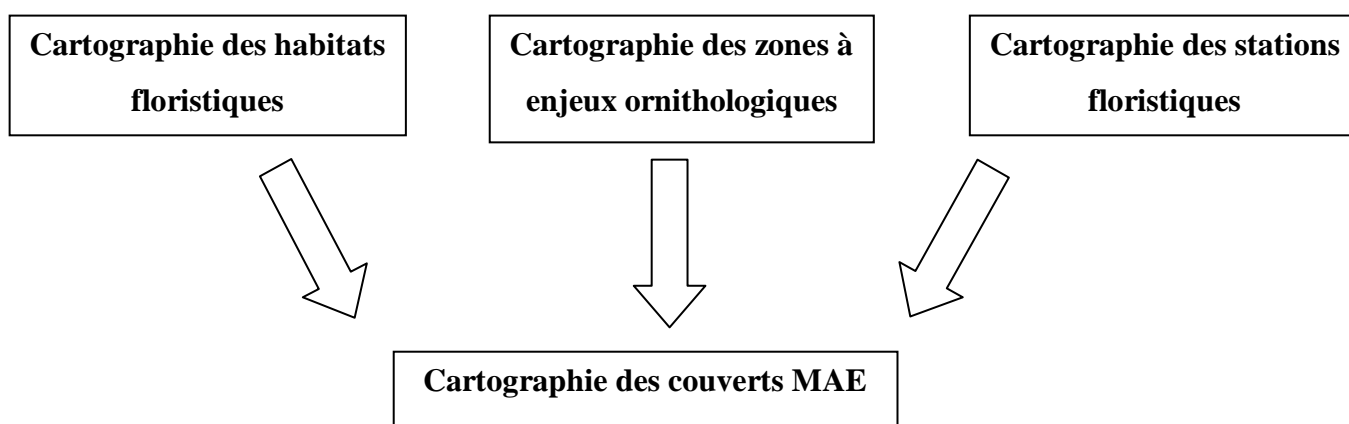 Cartographie des habitats
floristiques
Cartographie des zones à
enjeux ornithologiques
Cartographie des stations
floristiques
Cartographie des couverts MAE